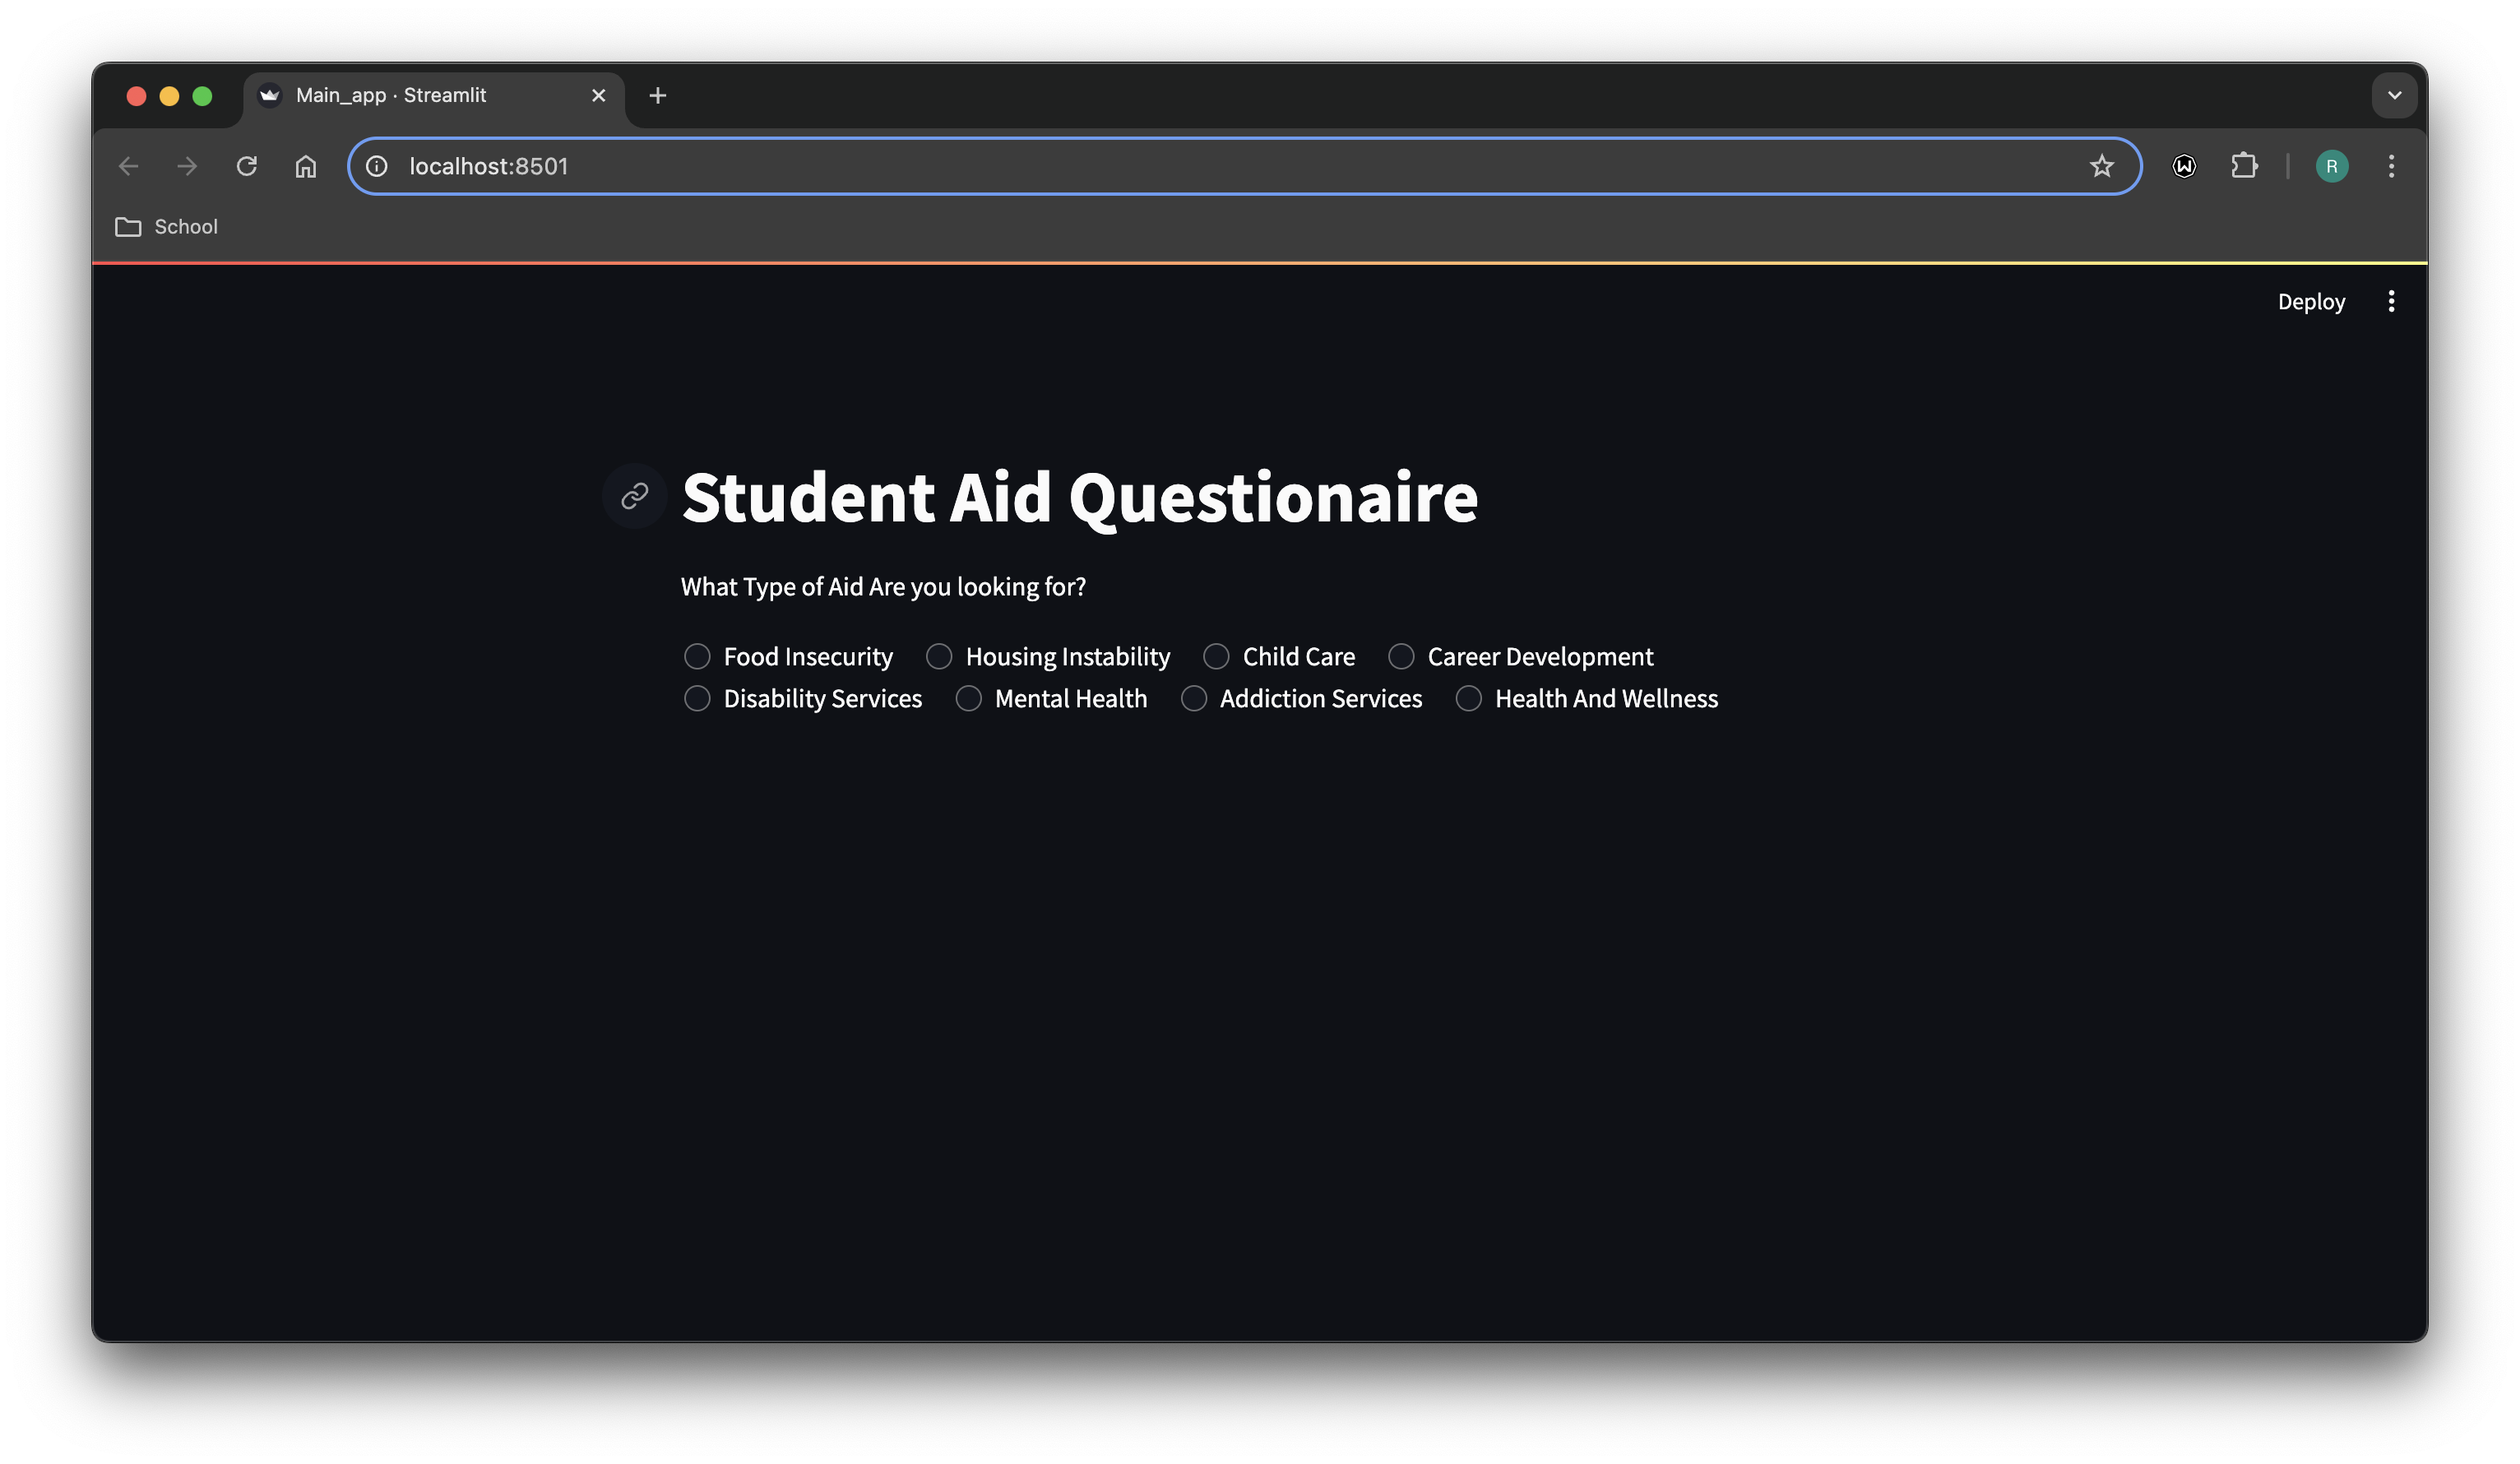 Main_app · Streamlit
localhost:8501
R
School
Deploy
Student Aid Questionaire
What Type of Aid Are you looking for?
Food Insecurity Housing Instability Child Care Career Development
Disability Services Mental Health Addiction Services Health And Wellness